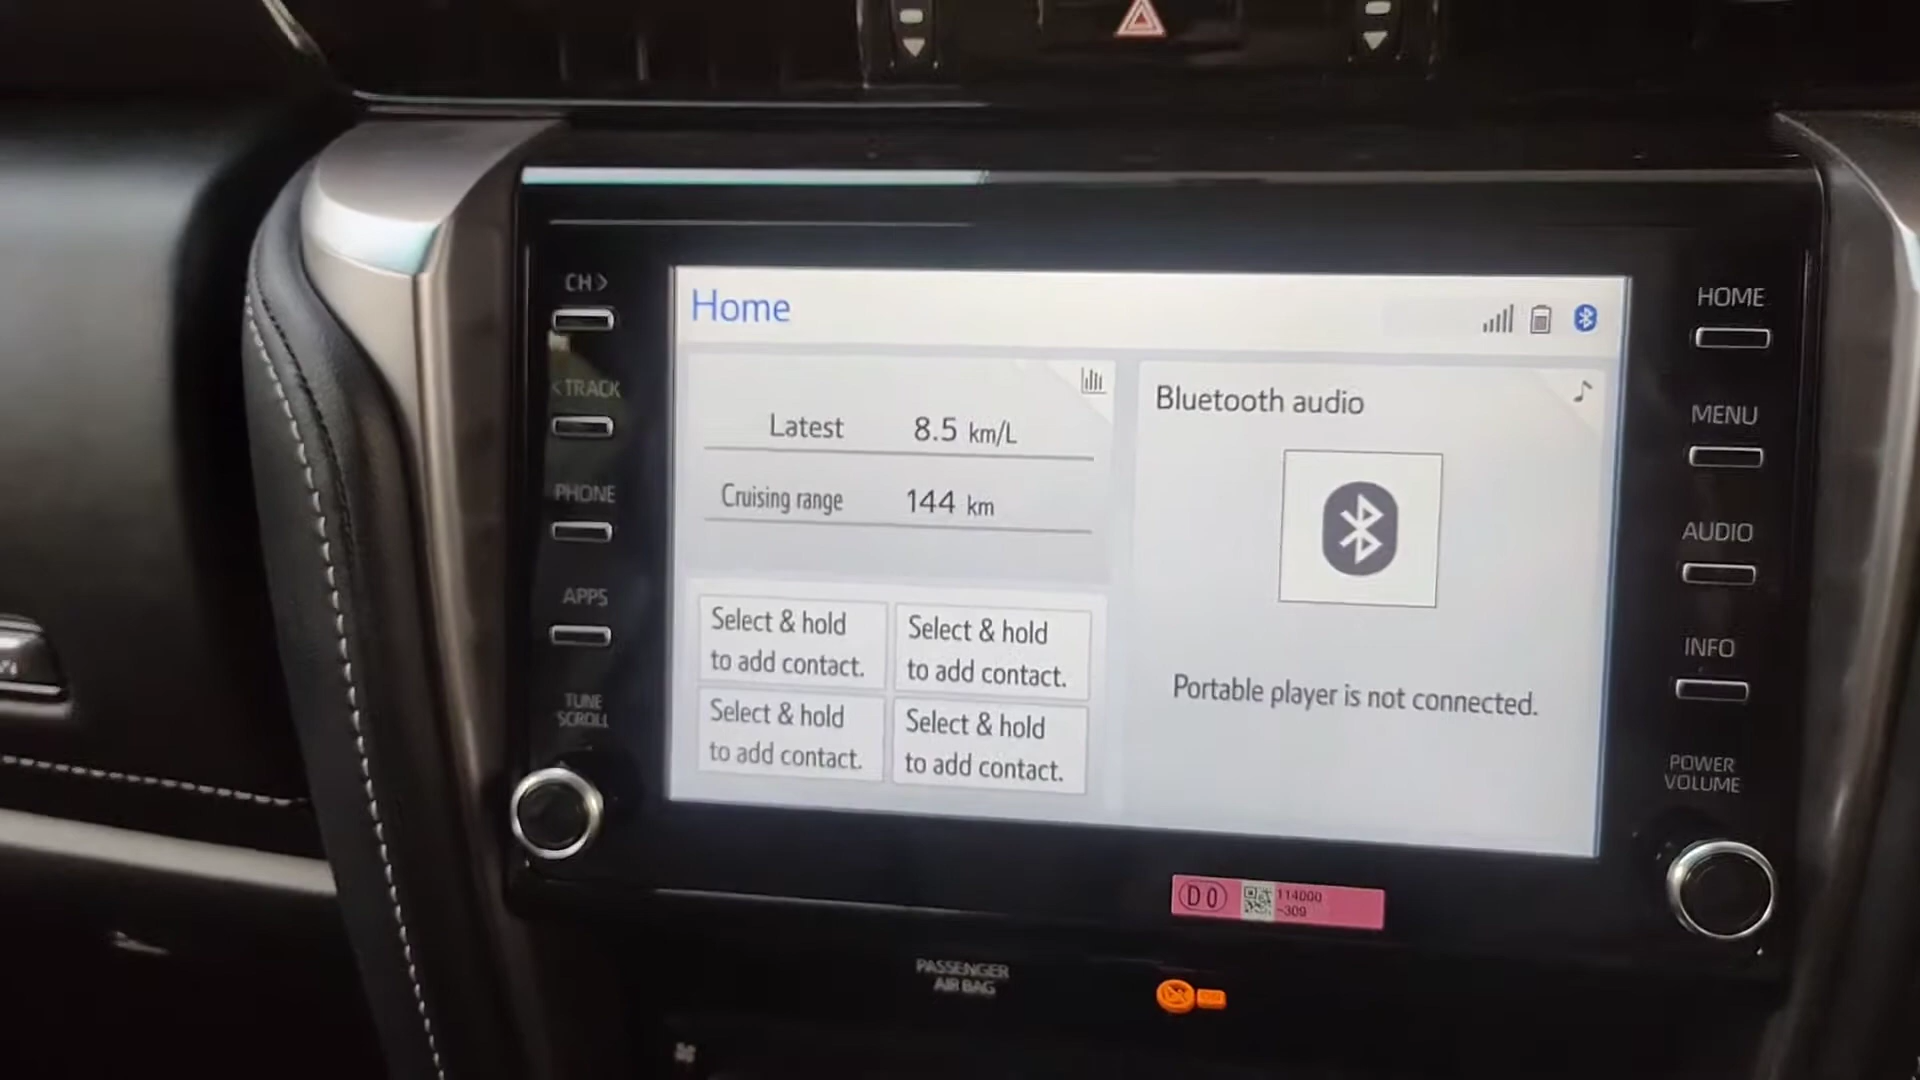 CH>
<TRACK
PHONE
APPS
TUNE
SCROLL
Home
Latest 8.5 km/L
Cruising range 144 km
Select & hold
to add contact.
Select & hold
to add contact.
Select & hold
to add contact.
Select & hold
to add contact.
Bluetooth audio
Portable player is not connected.
HOME
MENU
AUDIO
INFO
POWER
VOLUME
D0
114000
~309
PASSENGER
AIR BAG